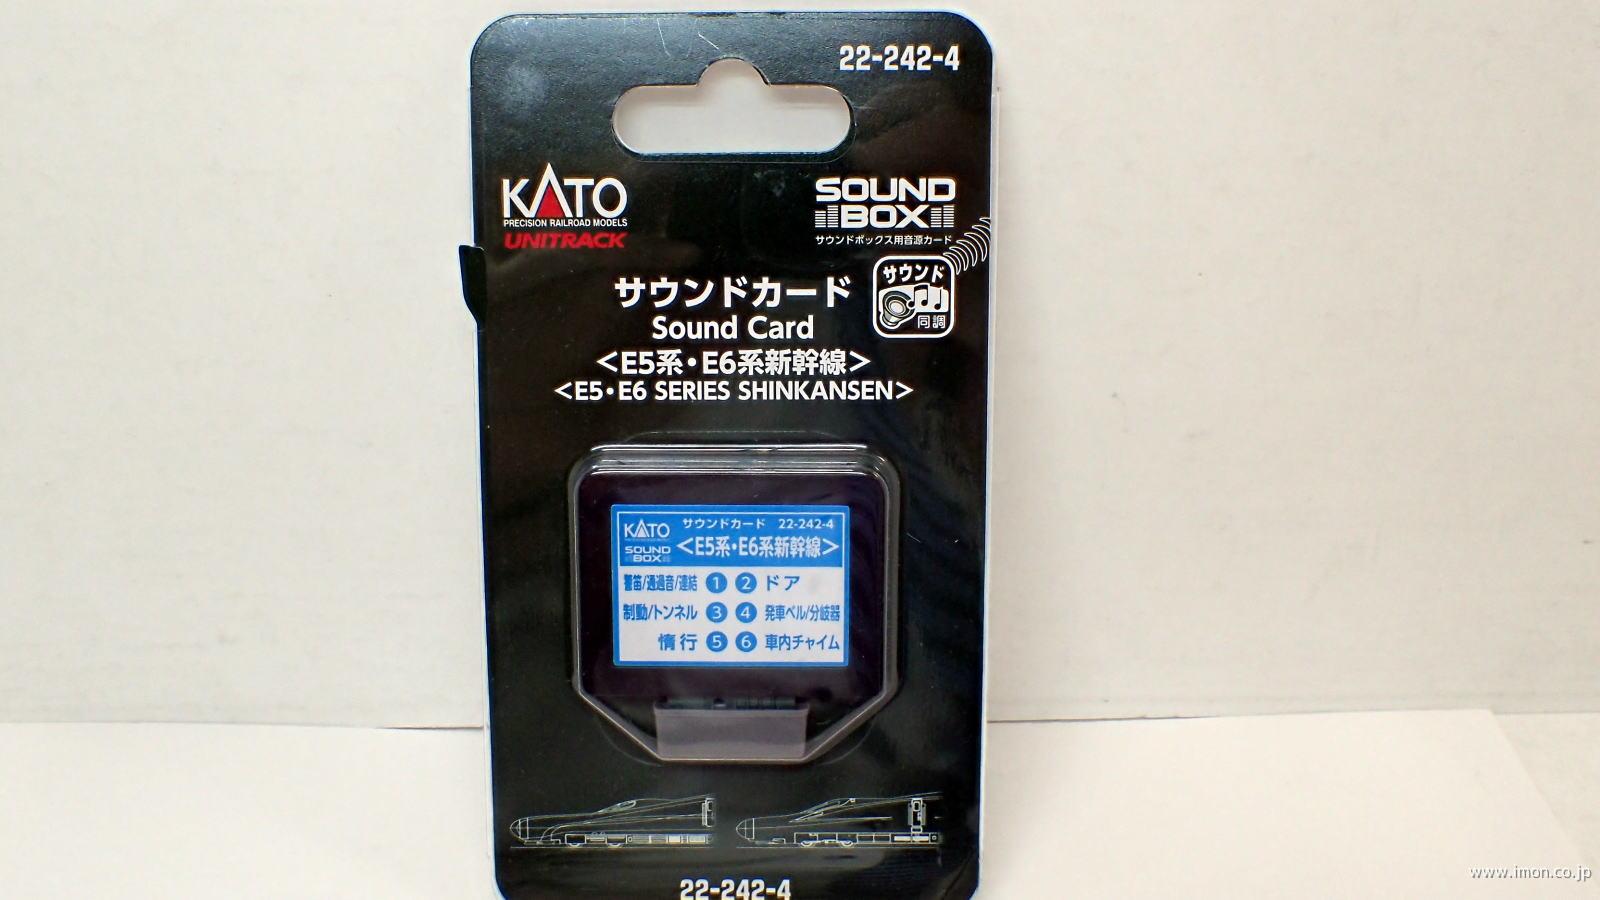 22-242-4
KATO
PRECISION RAILROAD MODELS
UNITRACK
SOUND
BOX
サウンドボックス用音源カード
サウンド
同調
サウンドカード
Sound Card
<E5系・E6系新幹線>
<E5・E6 SERIES SHINKANSEN>
KATO
サウンドカード 22-242-4
SOUND
BOX
<E5系・E6系新幹線>
警笛/通過音/連結 1 2 ドア
制動/トンネル 3 4 発車ベル/分岐器
惰行 5 6 車内チャイム
22-242-4
www.imon.co.jp